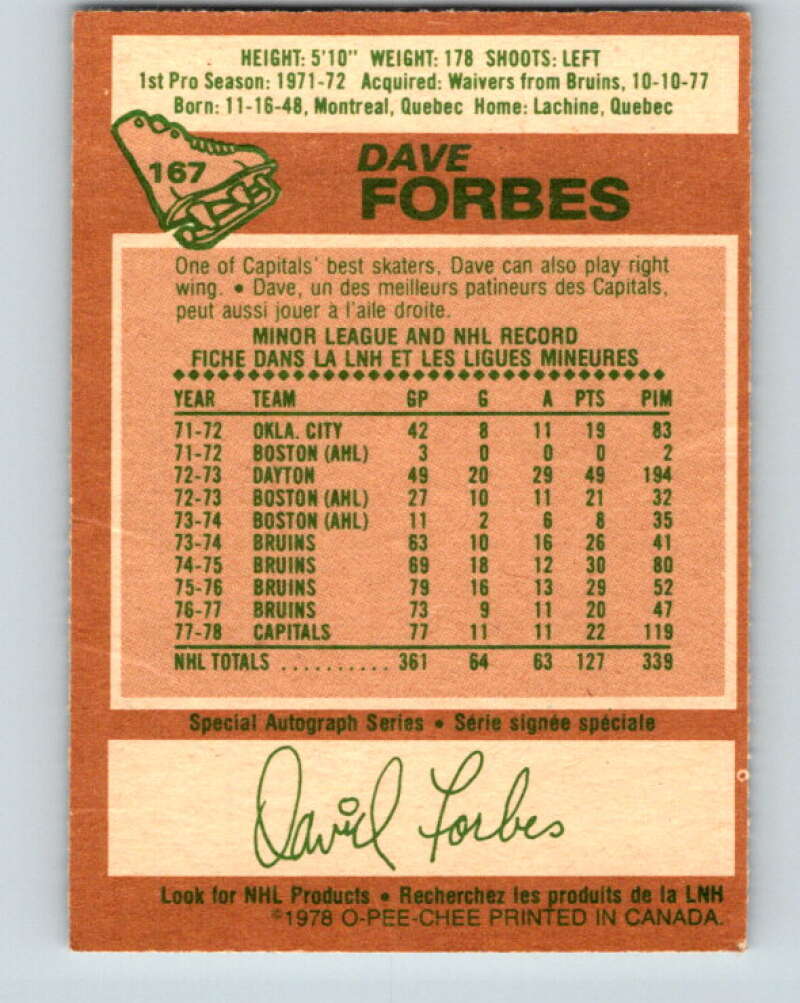 HEIGHT: 5'10" WEIGHT: 178 SHOOTS: LEFT
1st Pro Season: 1971-72 Acquired: Waivers from Bruins, 10-10-77
Born: 11-16-48, Montreal, Quebec Home: Lachine, Quebec
167
DAVE
FORBES
One of Capitals' best skaters, Dave can also play right
wing. • Dave, un des meilleurs patineurs des Capitals,
peut aussi jouer à l'aile droite.
MINOR LEAGUE AND NHL RECORD
FICHE DANS LA LNH ET LES LIGUES MINEURES
YEAR TEAM GP G A PTS PIM
71-72 OKLA. CITY 42 8 11 19 83
71-72 BOSTON (AHL) 3 0 0 0 2
72-73 DAYTON 49 20 29 49 194
72-73 BOSTON (AHL) 27 10 11 21 32
73-74 BOSTON (AHL) 11 2 6 8 35
73-74 BRUINS 63 10 16 26 41
74-75 BRUINS 69 18 12 30 80
75-76 BRUINS 79 16 13 29 52
76-77 BRUINS 73 9 11 20 47
77-78 CAPITALS 77 11 11 22 119
NHL TOTALS .......... 361 64 63 127 339
Special Autograph Series • Série signée spéciale
David Forbes
Look for NHL Products • Recherchez les produits de la LNH
©1978 O-PEE-CHEE PRINTED IN CANADA.